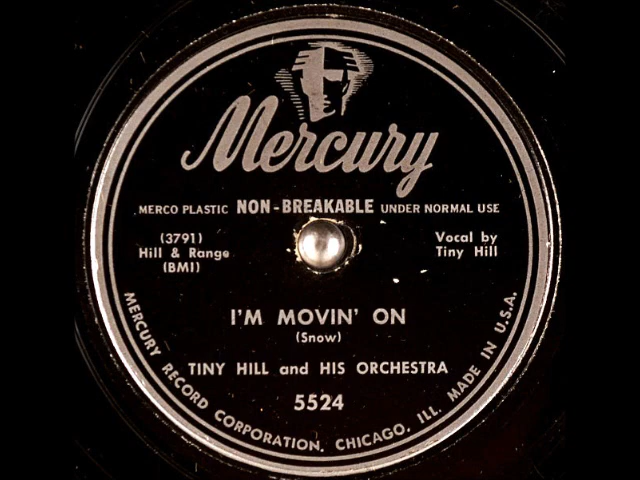 Mercury
MERCO PLASTIC NON-BREAKABLE UNDER NORMAL USE
(3791)
Hill & Range
(BMI)
Vocal by
Tiny Hill
I'M MOVIN' ON
(Snow)
TINY HILL and HIS ORCHESTRA
5524
MERCURY RECORD CORPORATION, CHICAGO, ILL. MADE IN U.S.A.